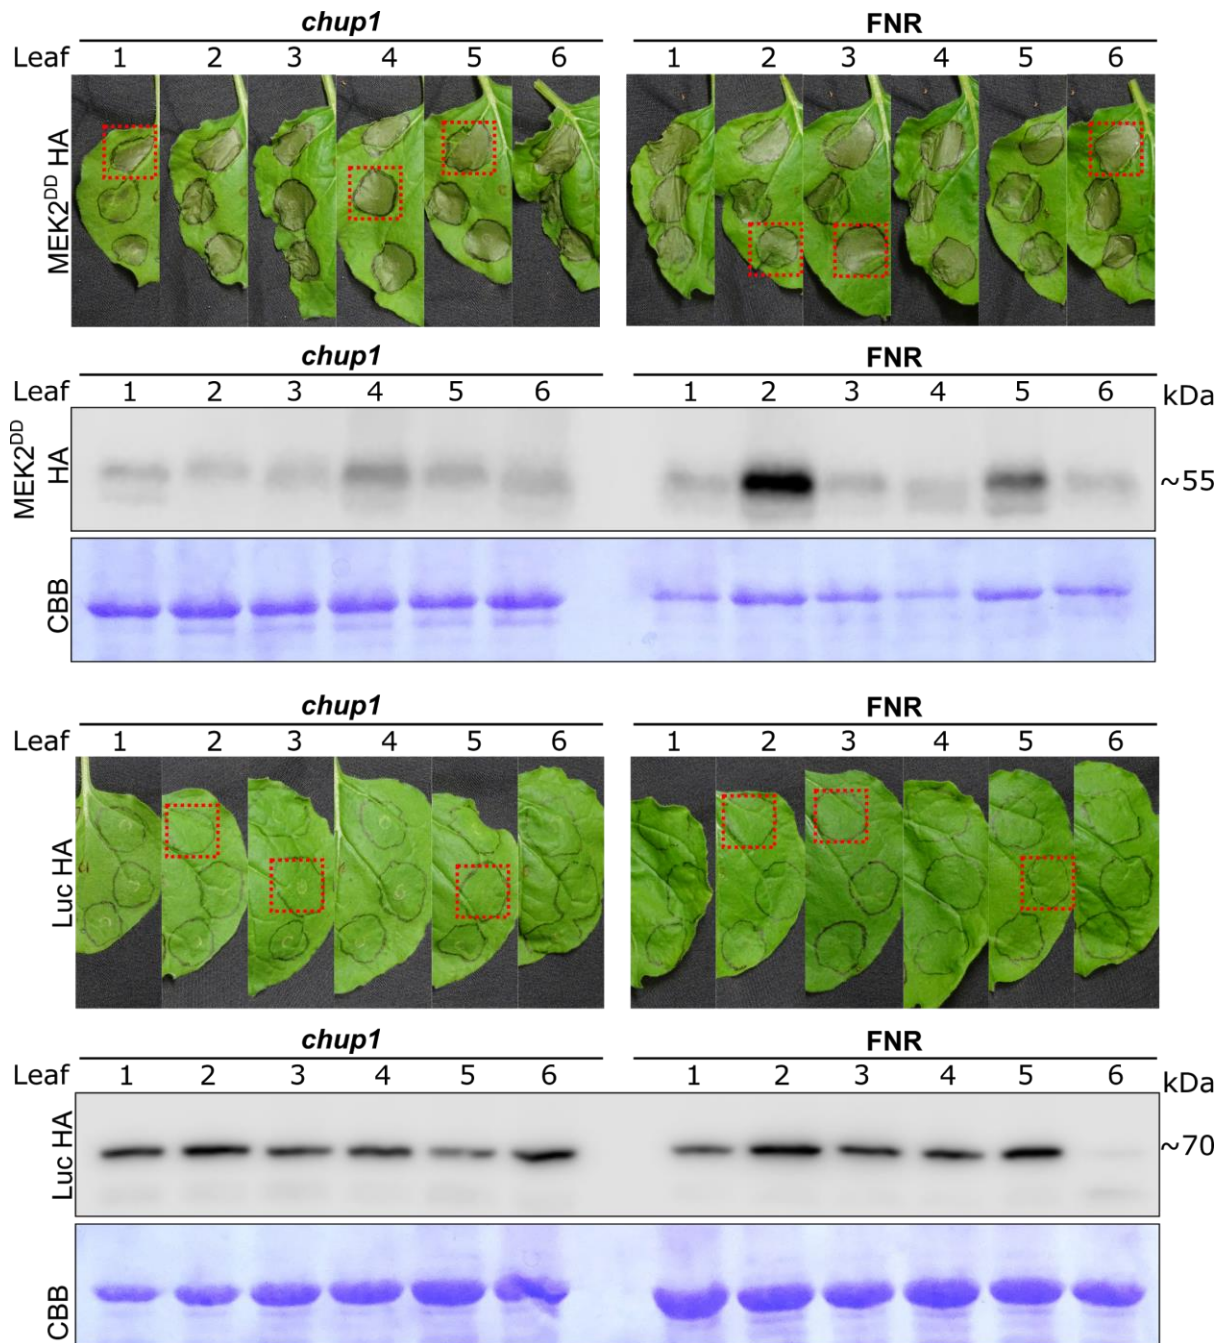 chup1 FNR
Leaf 1 2 3 4 5 6 1 2 3 4 5 6
MEK2ᴰᴰ HA
chup1 FNR
Leaf 1 2 3 4 5 6 1 2 3 4 5 6 kDa
MEK2ᴰᴰ
HA
~55
CBB
chup1 FNR
Leaf 1 2 3 4 5 6 1 2 3 4 5 6
Luc HA
chup1 FNR
Leaf 1 2 3 4 5 6 1 2 3 4 5 6 kDa
Luc HA
~70
CBB